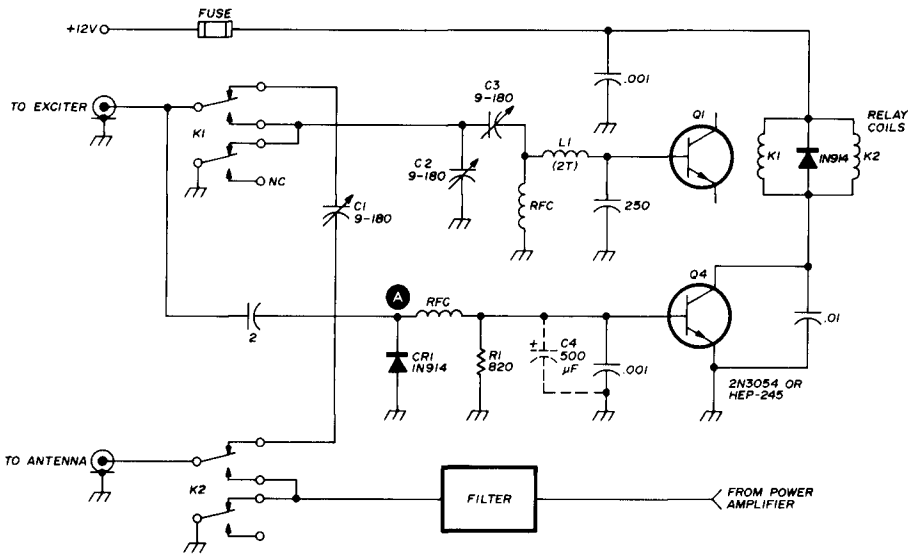 FUSE
+12V
.001
TO EXCITER
K1
NC
C3
9-180
C2
9-180
L1
(2T)
RFC
250
Q1
RELAY
COILS
K1
1N914
K2
C1
9-180
2
A
RFC
CR1
1N914
R1
820
+
C4
500
μF
.001
Q4
.01
2N3054 OR
HEP-245
TO ANTENNA
K2
FILTER
FROM POWER
AMPLIFIER